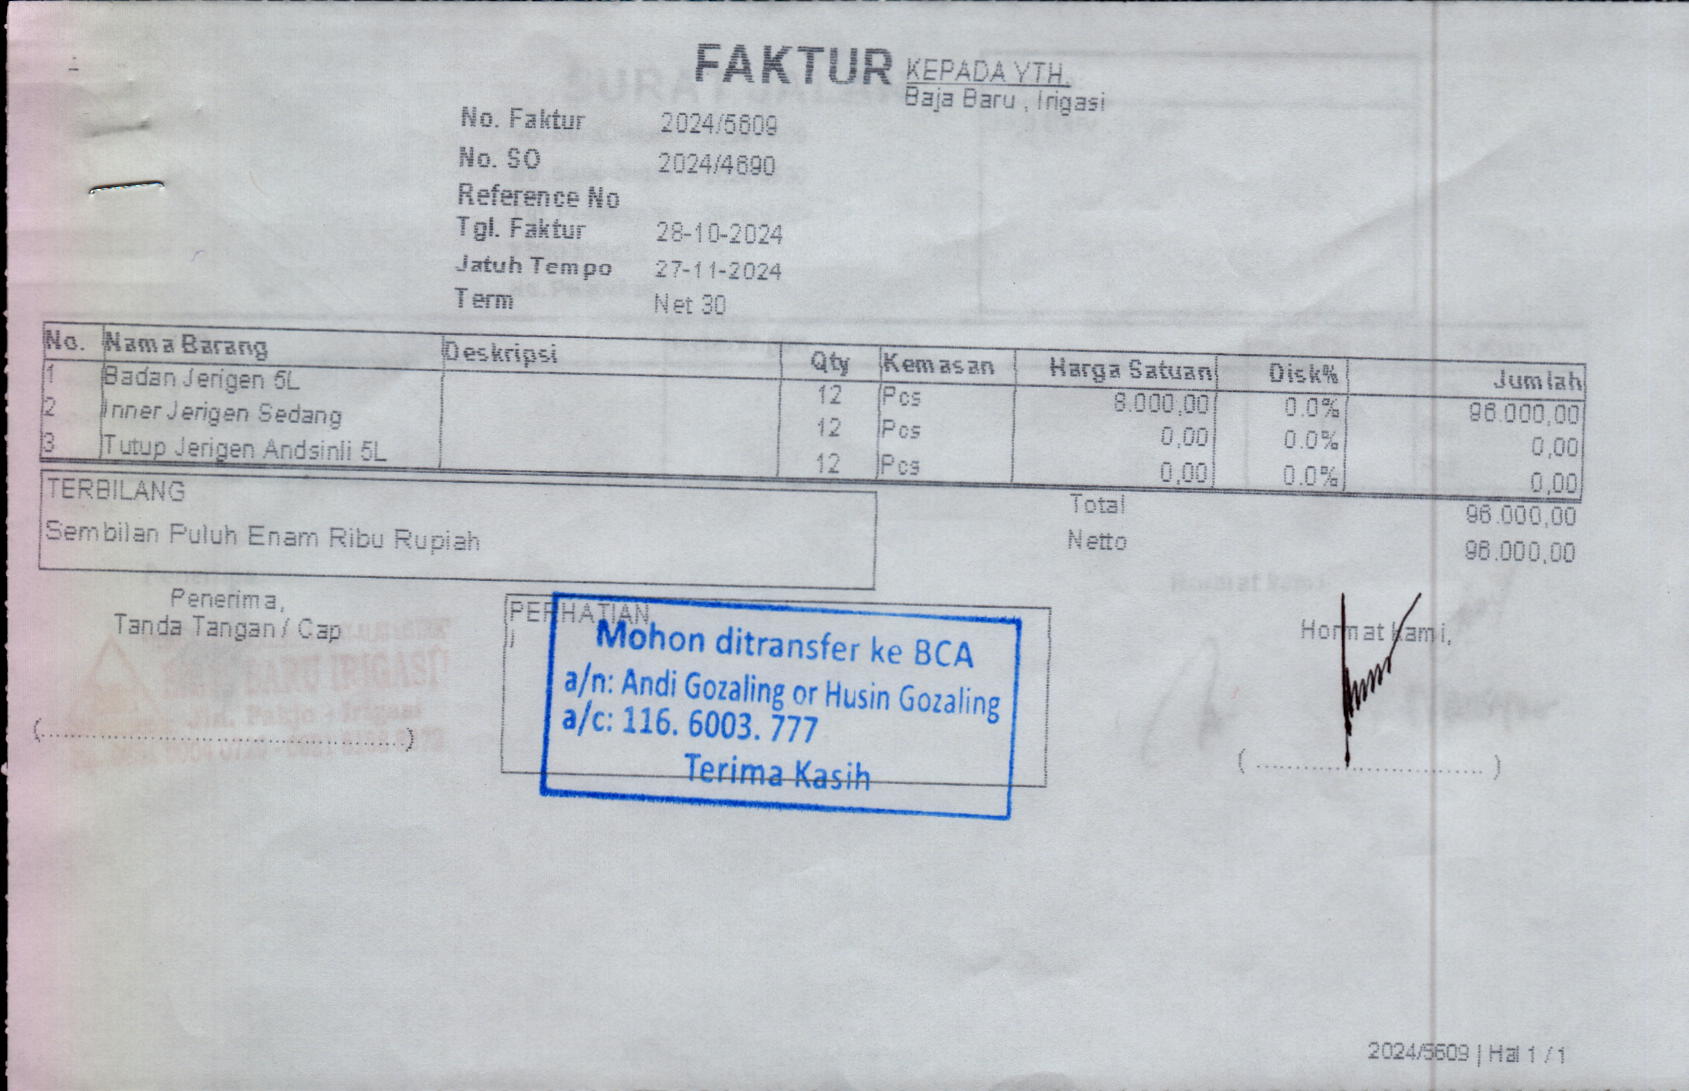 FAKTUR
KEPADA YTH.
Baja Baru , Irigasi
No. Faktur 2024/5609
No. SO 2024/4690
Reference No
Tgl. Faktur 28-10-2024
Jatuh Tempo 27-11-2024
Term Net 30
No. Nama Barang Deskripsi Qty Kemasan Harga Satuan Disk% Jumlah
1 Badan Jerigen 5L 12 Pcs 8.000,00 0.0% 96.000,00
2 Inner Jerigen Sedang 12 Pcs 0,00 0.0% 0,00
3 Tutup Jerigen Andsinli 5L 12 Pcs 0,00 0.0% 0,00
TERBILANG
Sembilan Puluh Enam Ribu Rupiah
Total 96.000,00
Netto 96.000,00
Penerima,
Tanda Tangan / Cap
(........................................)
PERHATIAN
Mohon ditransfer ke BCA
a/n: Andi Gozaling or Husin Gozaling
a/c: 116. 6003. 777
Terima Kasih
Hormat kami,
( ............................... )
BARU IRIGASI
2024/5609 | Hal 1 / 1